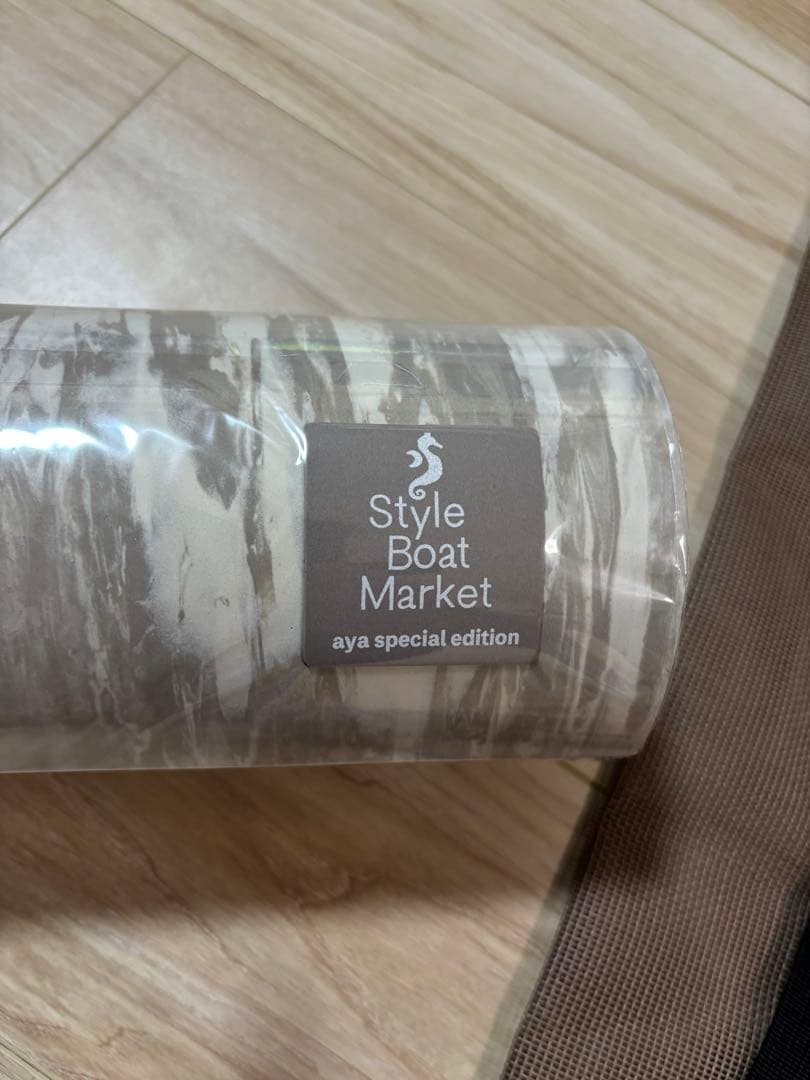 Style
Boat
Market
aya special edition